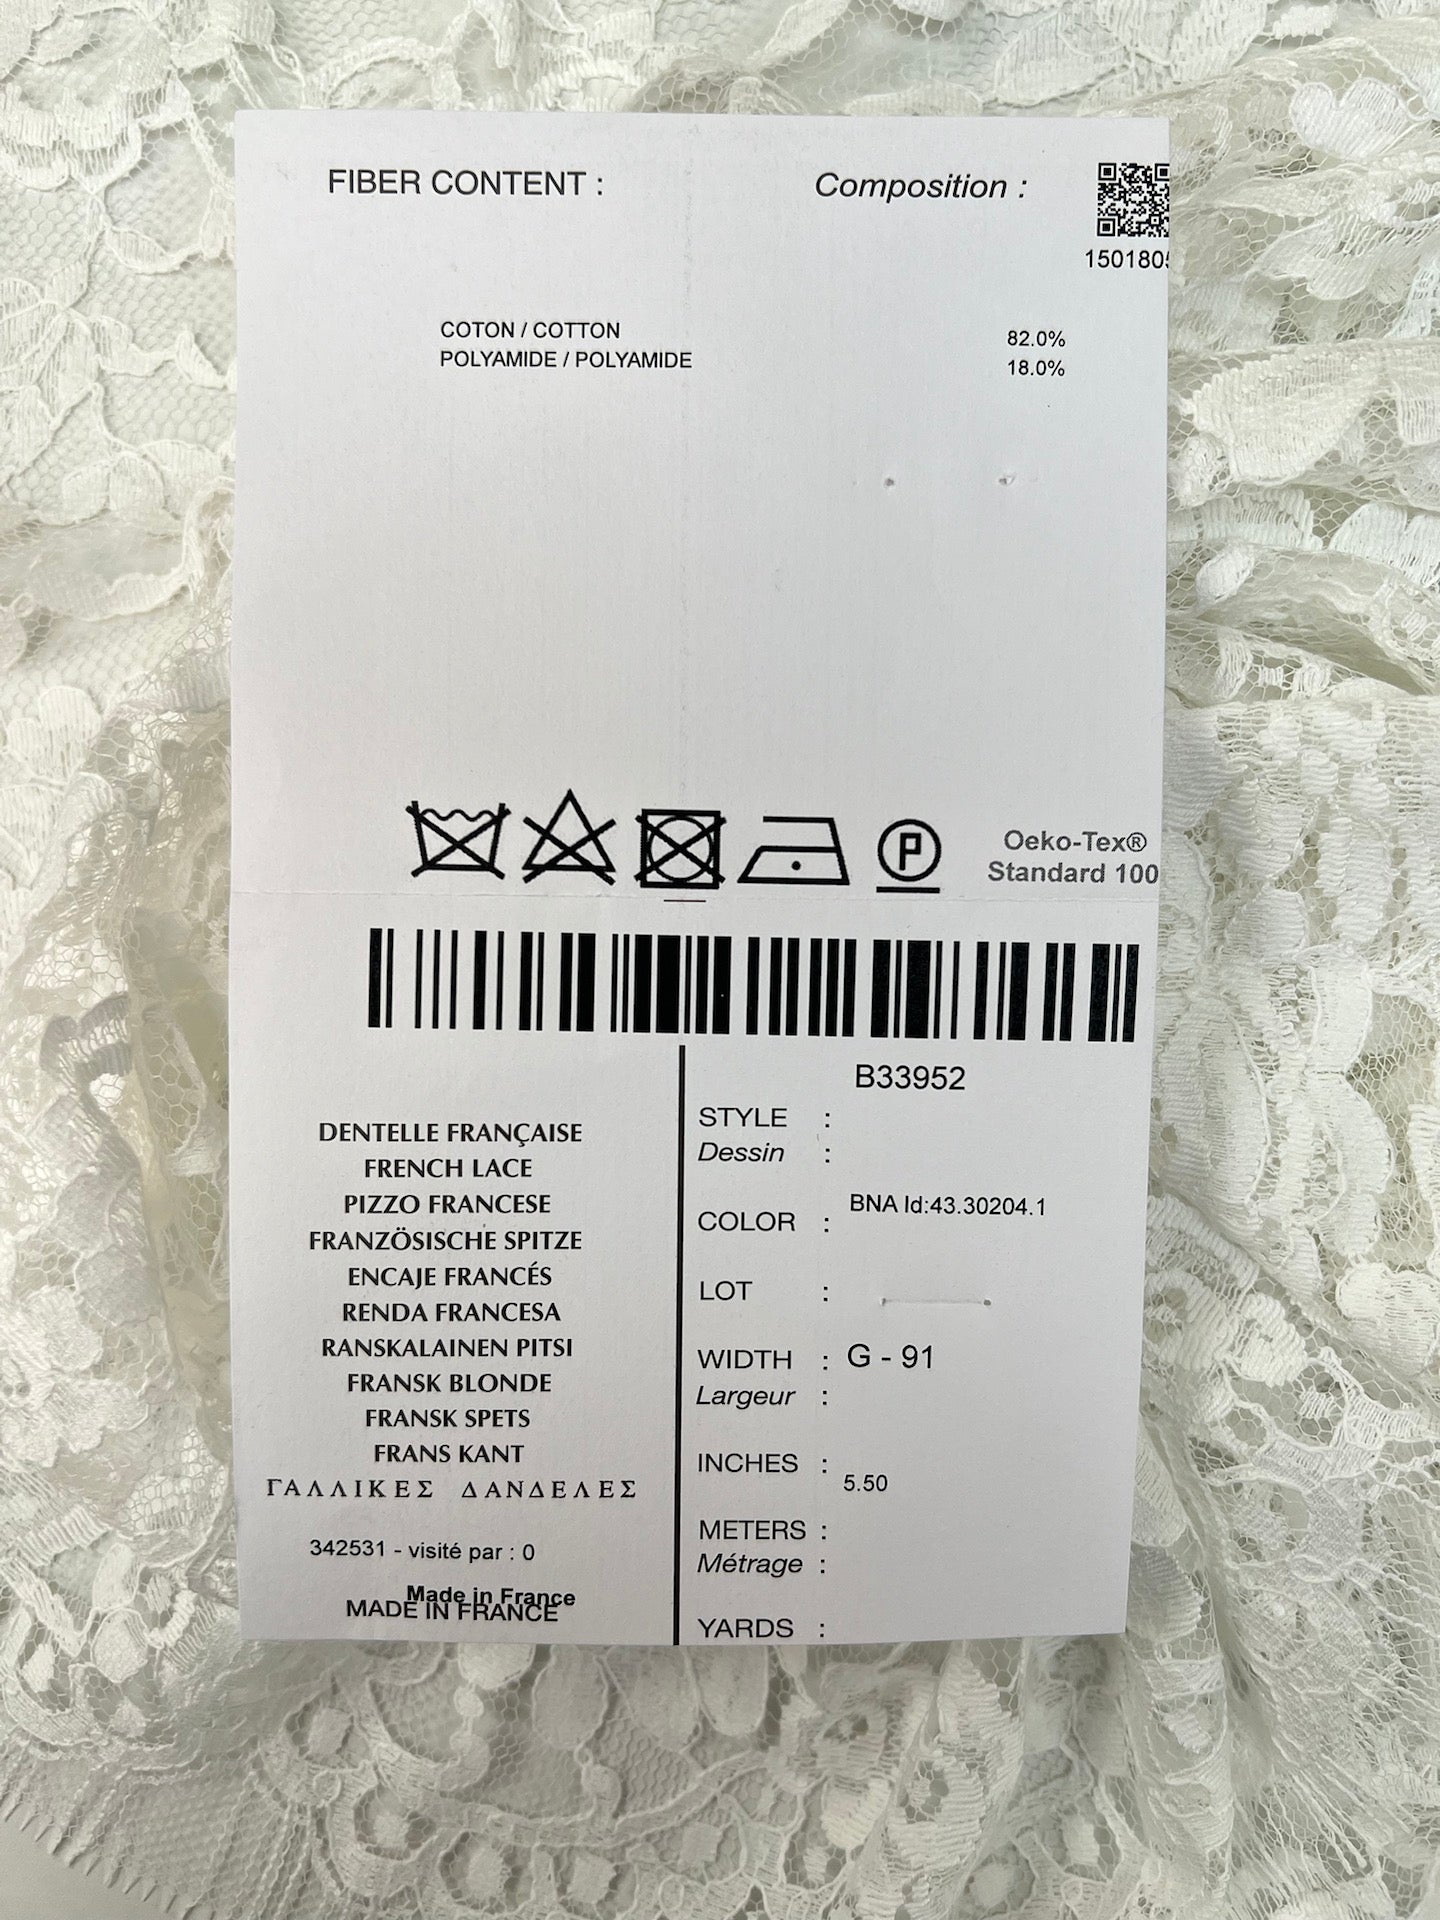 FIBER CONTENT :
Composition :
150180
COTON / COTTON 82.0%
POLYAMIDE / POLYAMIDE 18.0%
P
Oeko-Tex®
Standard 100
B33952
DENTELLE FRANÇAISE
FRENCH LACE
PIZZO FRANCESE
FRANZÖSISCHE SPITZE
ENCAJE FRANCÉS
RENDA FRANCESA
RANSKALAINEN PITSI
FRANSK BLONDE
FRANSK SPETS
FRANS KANT
ΓΑΛΛΙΚΕΣ ΔΑΝΔΕΛΕΣ
342531 - visité par : 0
Made in France
MADE IN FRANCE
STYLE :
Dessin :
COLOR : BNA Id:43.30204.1
LOT :
WIDTH : G - 91
Largeur :
INCHES : 5.50
METERS :
Métrage :
YARDS :